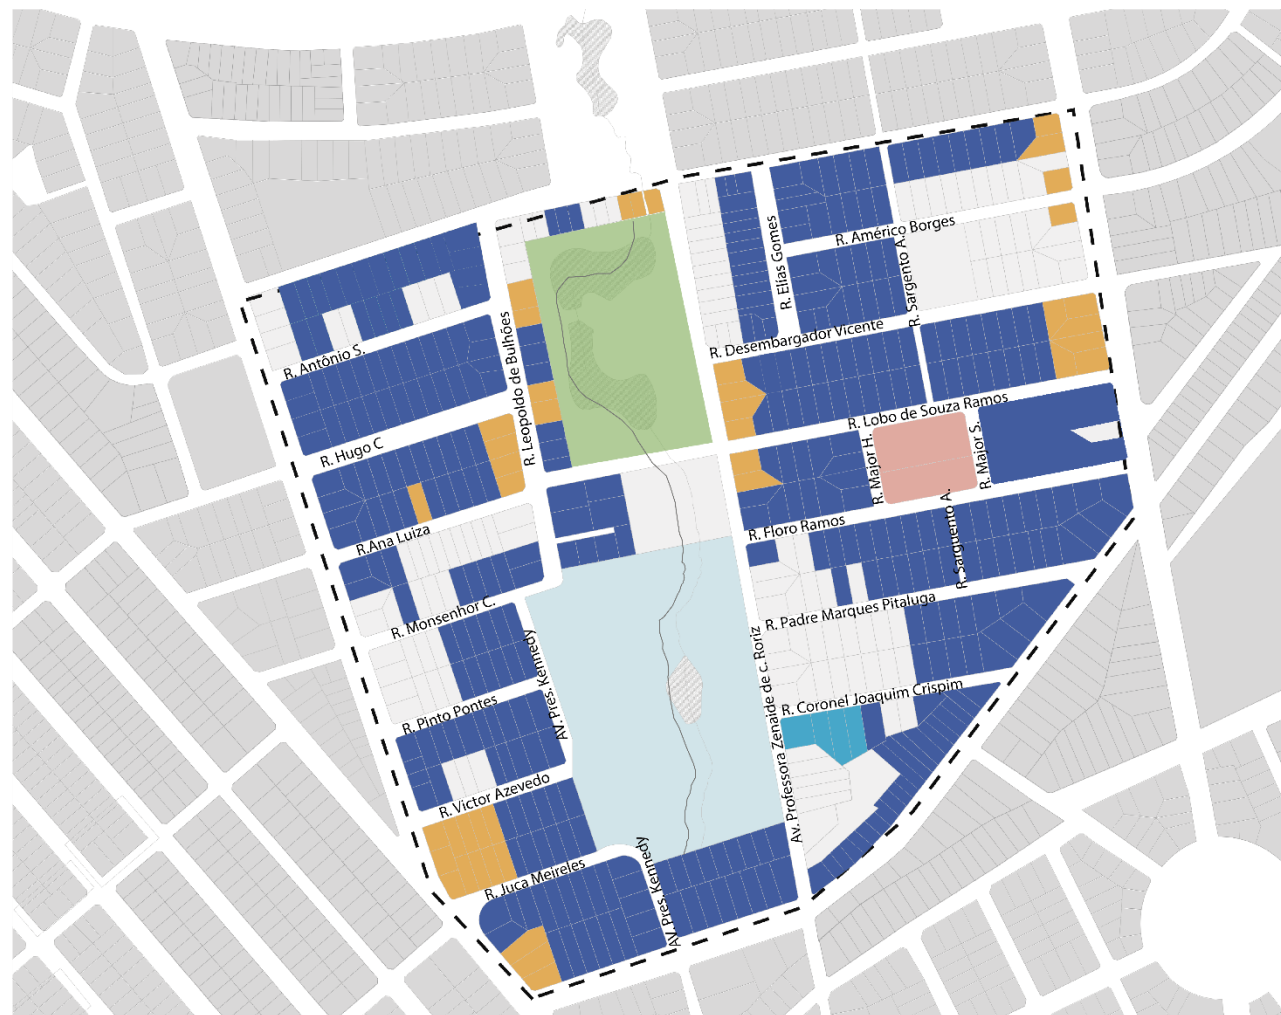 R. Américo Borges
R. Elias Gomes
R. Sargento A.
R. Desembargador Vicente
R. Antônio S.
R. Leopoldo de Bulhões
R. Lobo de Souza Ramos
R. Hugo C
R. Major H.
R. Major S.
R.Ana Luiza
R. Floro Ramos
R. Sarguento A.
R. Monsenhor C.
R. Padre Marques Pitaluga
AV. Pres. Kennedy
Av. Professora Zenaide de c. Roriz
R. Pinto Pontes
R. Coronel Joaquim Crispim
R. Victor Azevedo
R. Juca Meireles
AV. Pres. Kennedy